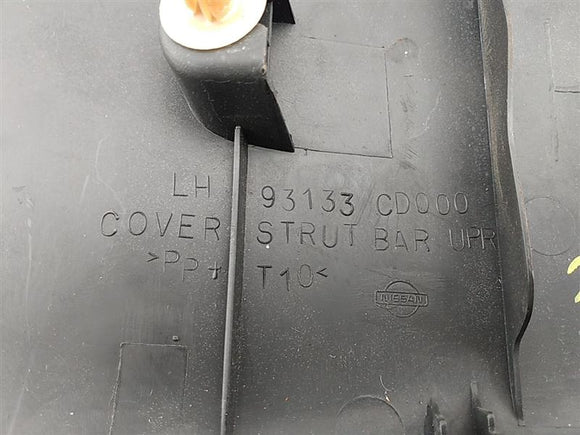 LH 93133 CD000
COVER STRUT BAR UPR
>PP+ T10<
NISSAN